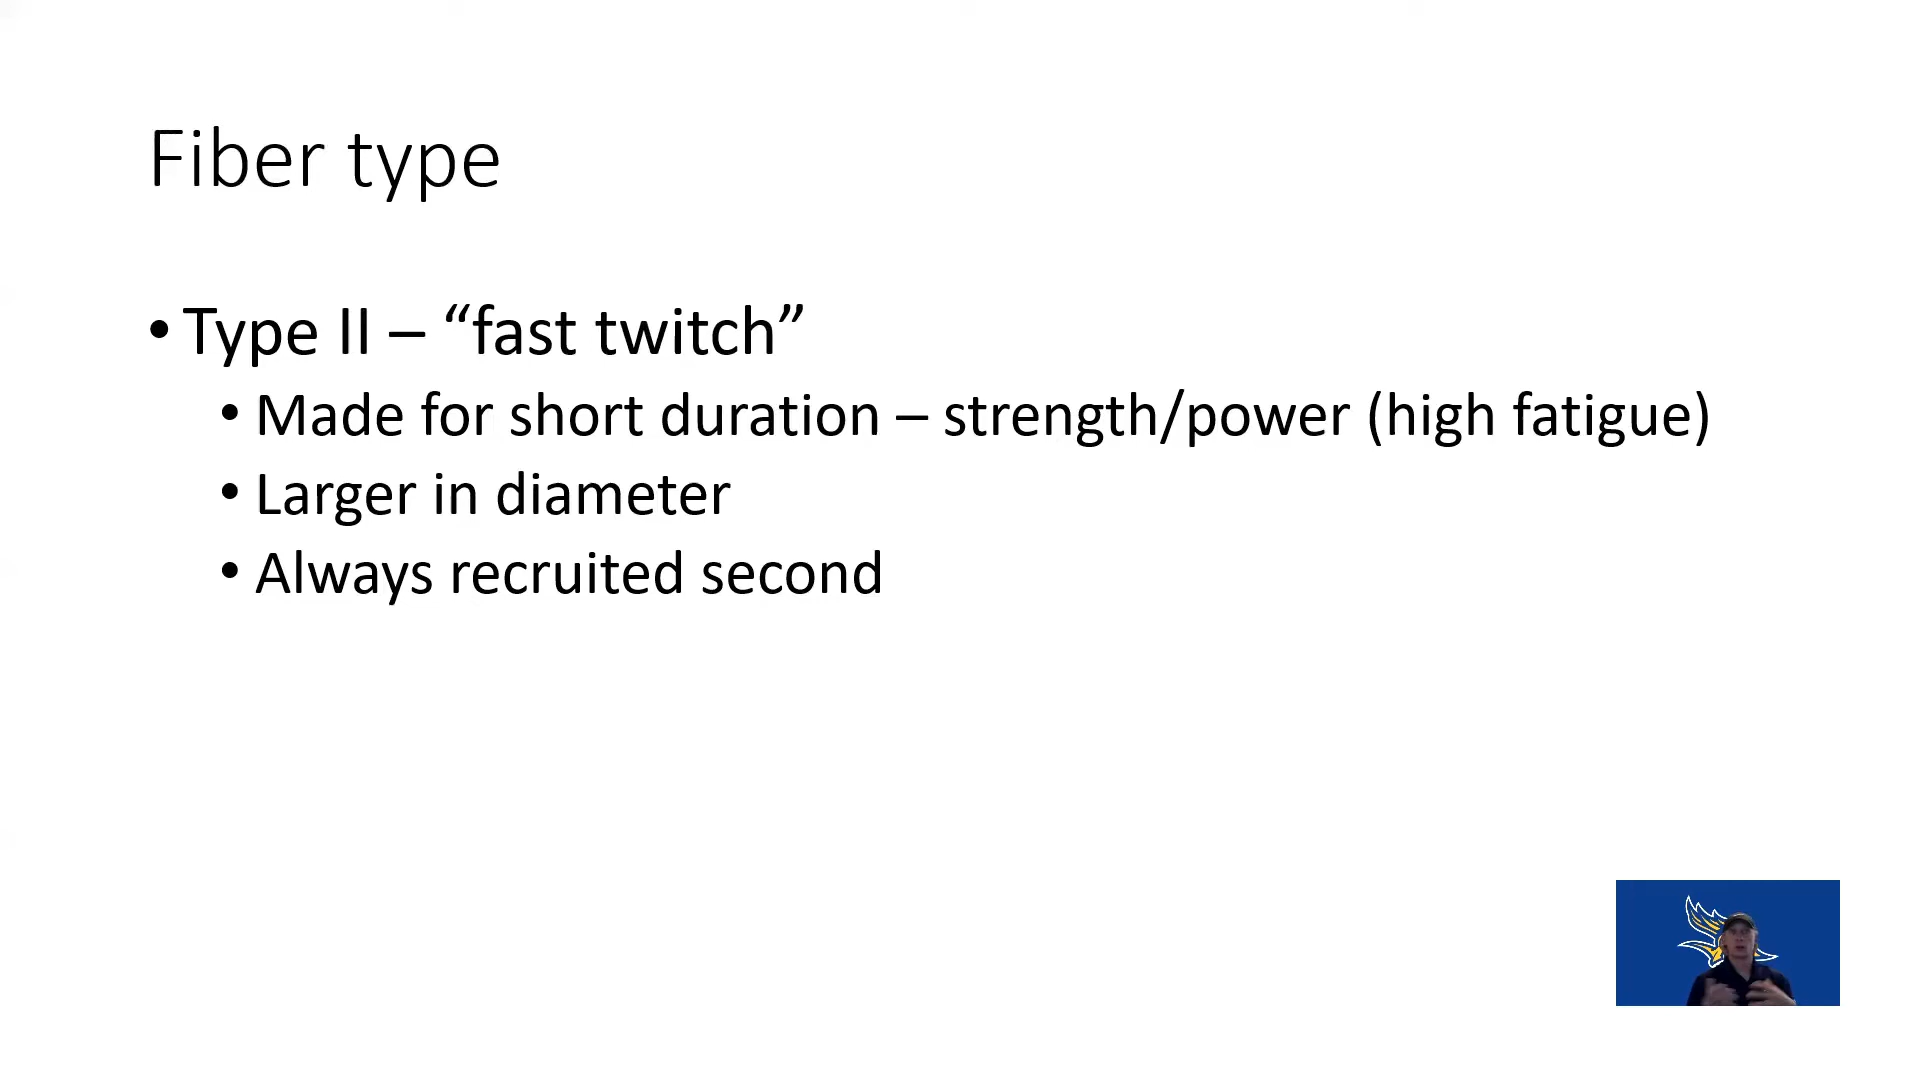 Fiber type
• Type II – “fast twitch”
• Made for short duration – strength/power (high fatigue)
• Larger in diameter
• Always recruited second